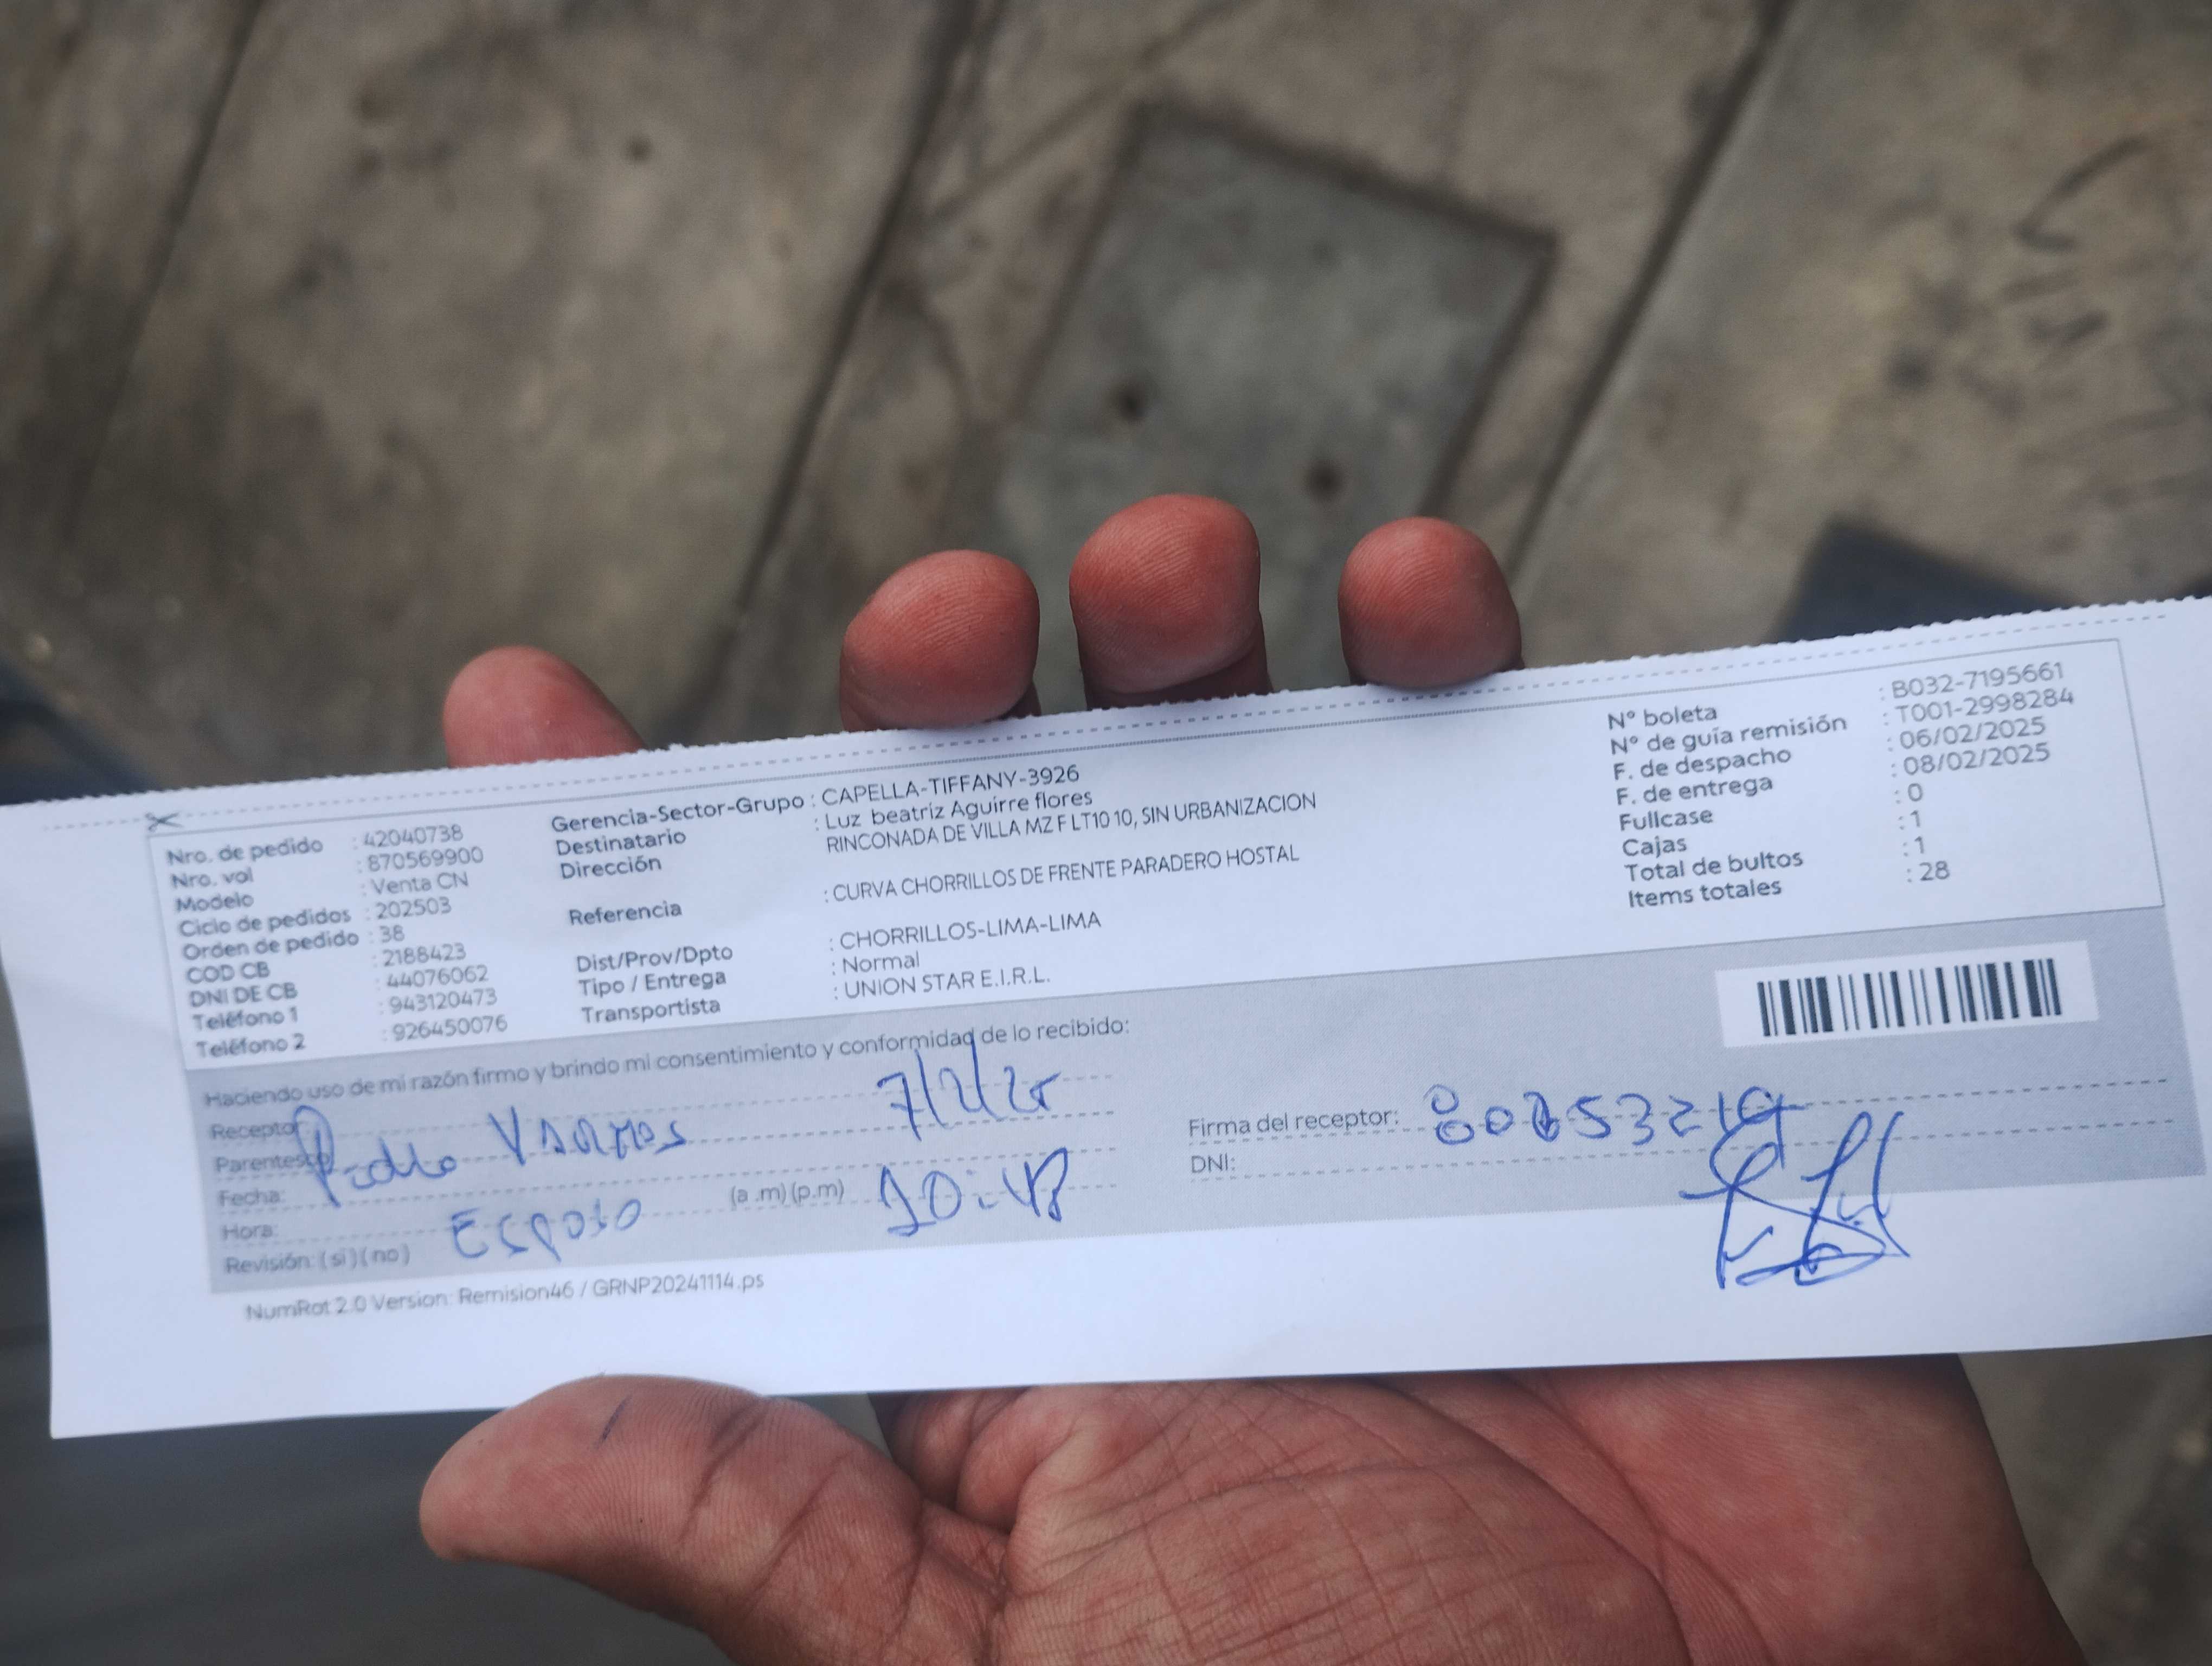 Nro. de pedido : 42040738
Nro. vol : 870569900
Modelo : Venta CN
Ciclo de pedidos : 202503
Orden de pedido : 38
COD CB : 2188423
DNI DE CB : 44076062
Teléfono 1 : 943120473
Teléfono 2 : 926450076
Gerencia-Sector-Grupo : CAPELLA-TIFFANY-3926
Destinatario : Luz beatriz Aguirre flores
Dirección RINCONADA DE VILLA MZ F LT10 10, SIN URBANIZACION
Referencia : CURVA CHORRILLOS DE FRENTE PARADERO HOSTAL
Dist/Prov/Dpto : CHORRILLOS-LIMA-LIMA
Tipo / Entrega : Normal
Transportista : UNION STAR E.I.R.L.
N° boleta : B032-7195661
N° de guía remisión : T001-2998284
F. de despacho : 06/02/2025
F. de entrega : 08/02/2025
Fullcase : 0
Cajas : 1
Total de bultos : 1
Items totales : 28
Haciendo uso de mi razón firmo y brindo mi consentimiento y conformidad de lo recibido:
Receptor: 7/2/25
Parentesco:
Fecha:
Hora: (a .m) (p.m) 10:48
Revisión: ( si ) ( no ) Esposo
Firma del receptor:
DNI:
NumRot 2.0 Version: Remision46 / GRNP20241114.ps